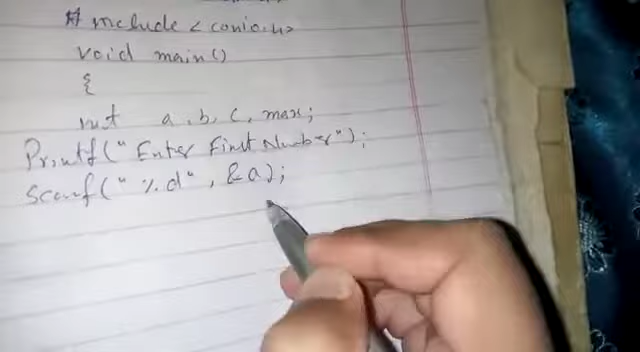 # include <conio.h>
void main()
{
int a, b, c, max;
Printf("Enter First Number");
Scanf("%d", &a);